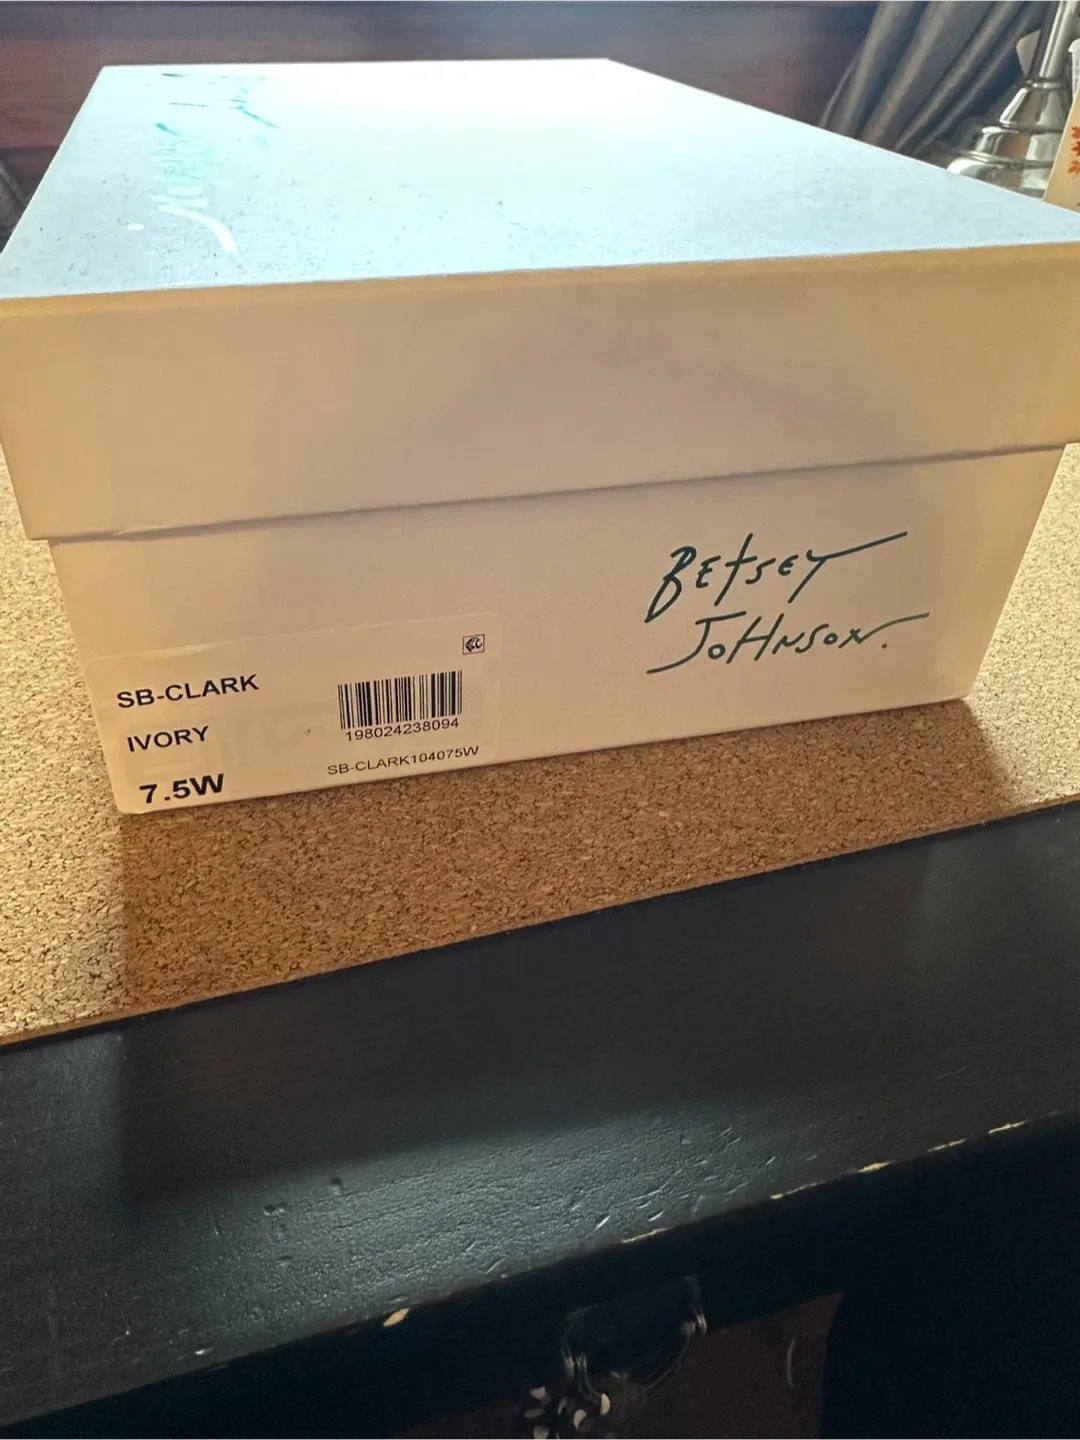 BETSEY
JOHNSON.
SB-CLARK
IVORY
7.5W
198024238094
SB-CLARK104075W